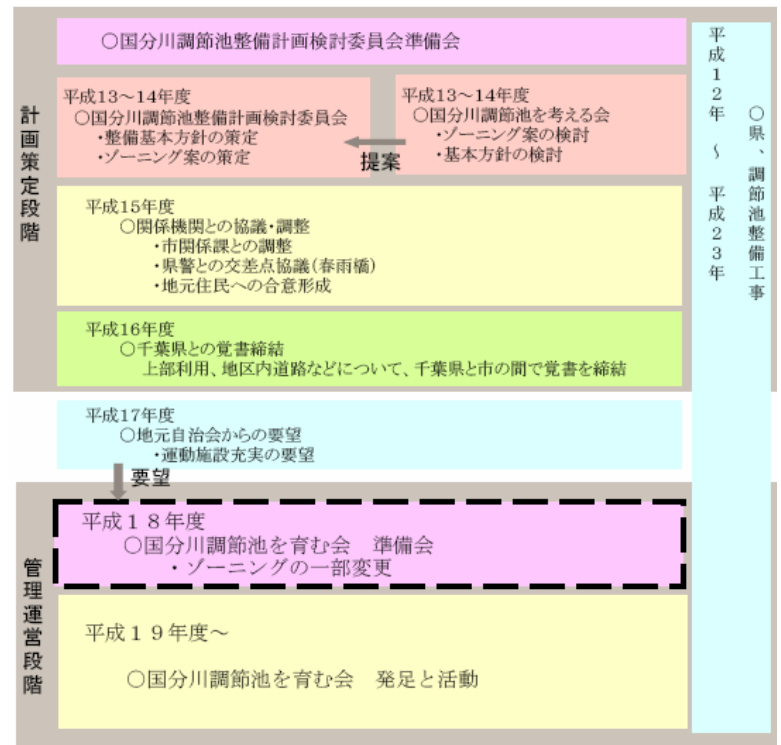 計画策定段階
○国分川調節池整備計画検討委員会準備会
平成13～14年度
○国分川調節池整備計画検討委員会
・整備基本方針の策定
・ゾーニング案の策定
提案
平成13～14年度
○国分川調節池を考える会
・ゾーニング案の検討
・基本方針の検討
平成15年度
○関係機関との協議・調整
・市関係課との調整
・県警との交差点協議(春雨橋)
・地元住民への合意形成
平成16年度
○千葉県との覚書締結
上部利用、地区内道路などについて、千葉県と市の間で覚書を締結
平成17年度
○地元自治会からの要望
・運動施設充実の要望
要望
管理運営段階
平成１８年度
○国分川調節池を育む会　準備会
・ゾーニングの一部変更
平成１９年度～
○国分川調節池を育む会　発足と活動
平成１２年　～　平成２３年
○県、調節池整備工事